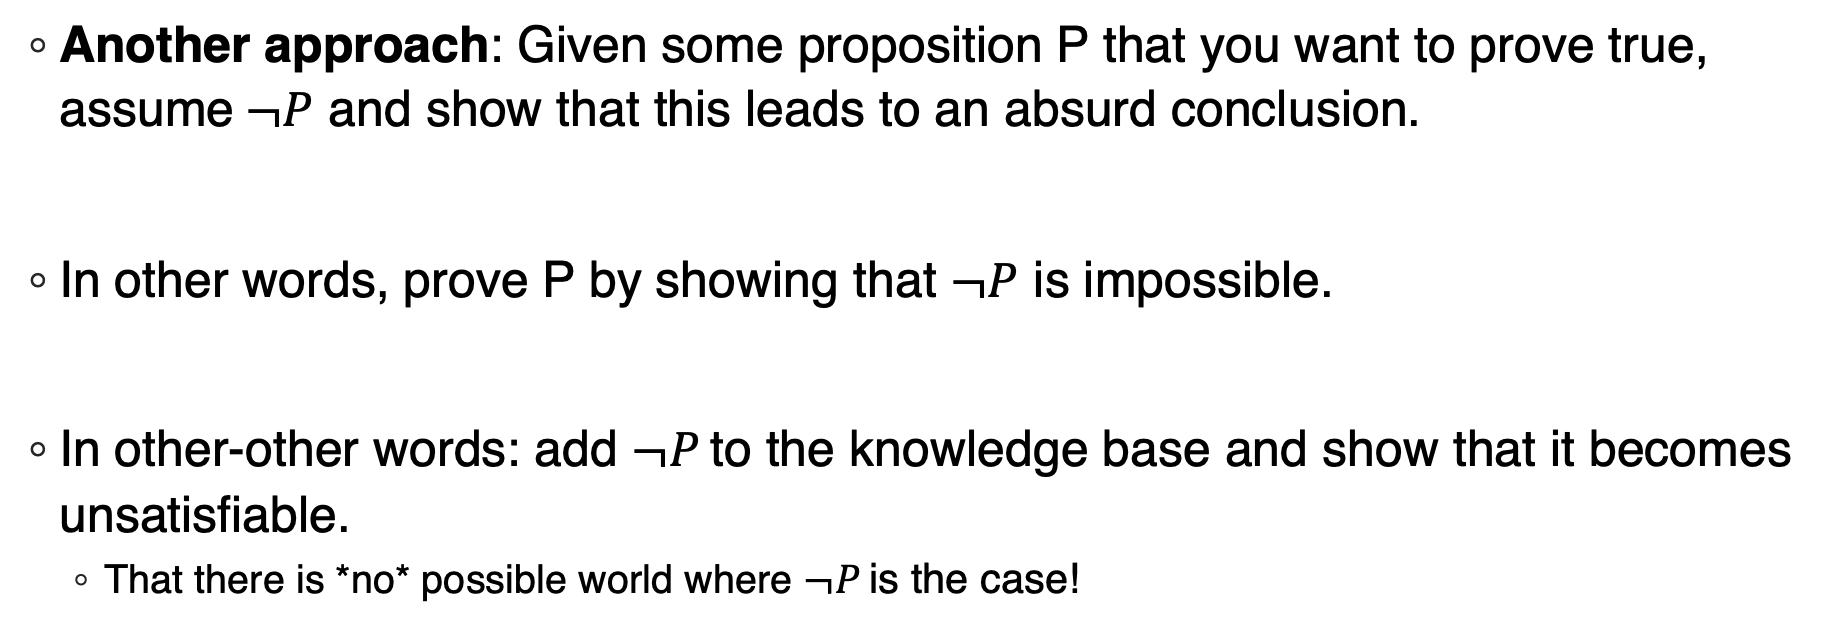 ◦ Another approach: Given some proposition P that you want to prove true,
assume ¬P and show that this leads to an absurd conclusion.
◦ In other words, prove P by showing that ¬P is impossible.
◦ In other-other words: add ¬P to the knowledge base and show that it becomes
unsatisfiable.
◦ That there is *no* possible world where ¬P is the case!